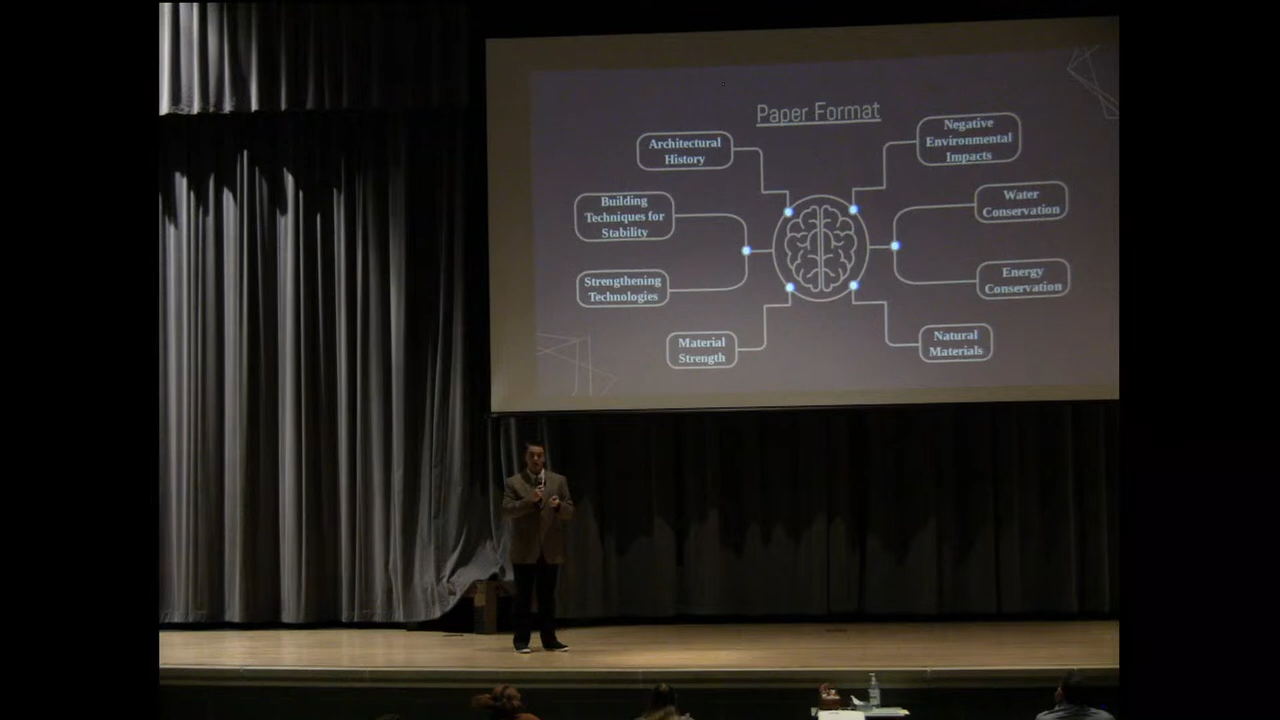 Paper Format
Architectural
History
Building
Techniques for
Stability
Strengthening
Technologies
Material
Strength
Negative
Environmental
Impacts
Water
Conservation
Energy
Conservation
Natural
Materials